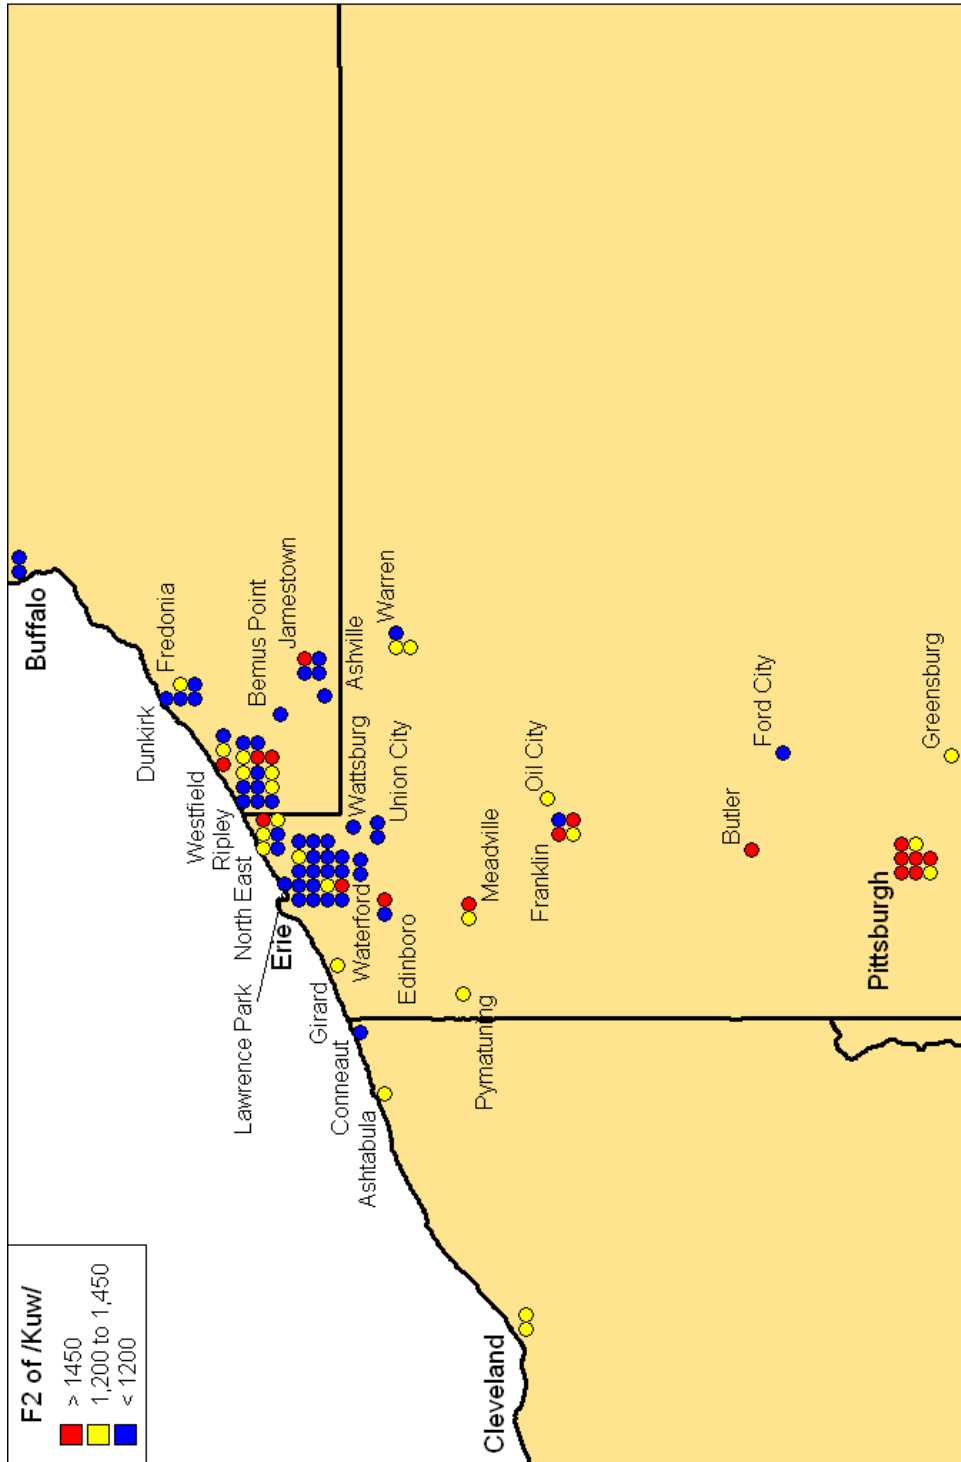 F2 of /Kuw/
> 1450
1,200 to 1,450
< 1200
Buffalo
Dunkirk
Fredonia
Westfield
Ripley
Bemus Point
Jamestown
Ashville
North East
Lawrence Park
Erie
Wattsburg
Warren
Union City
Waterford
Girard
Edinboro
Conneaut
Ashtabula
Meadville
Pymatuning
Oil City
Franklin
Cleveland
Butler
Ford City
Pittsburgh
Greensburg